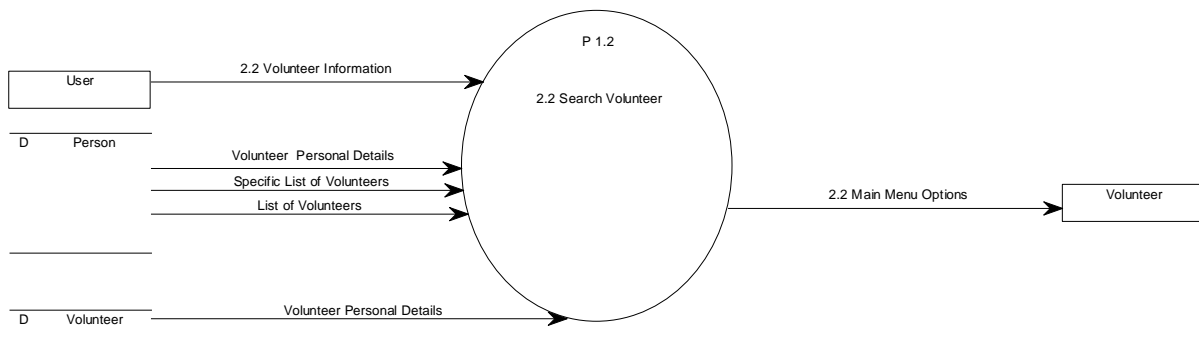 P 1.2
2.2 Volunteer Information
User
2.2 Search Volunteer
D Person
Volunteer Personal Details
Specific List of Volunteers
2.2 Main Menu Options
Volunteer
List of Volunteers
Volunteer Personal Details
D Volunteer